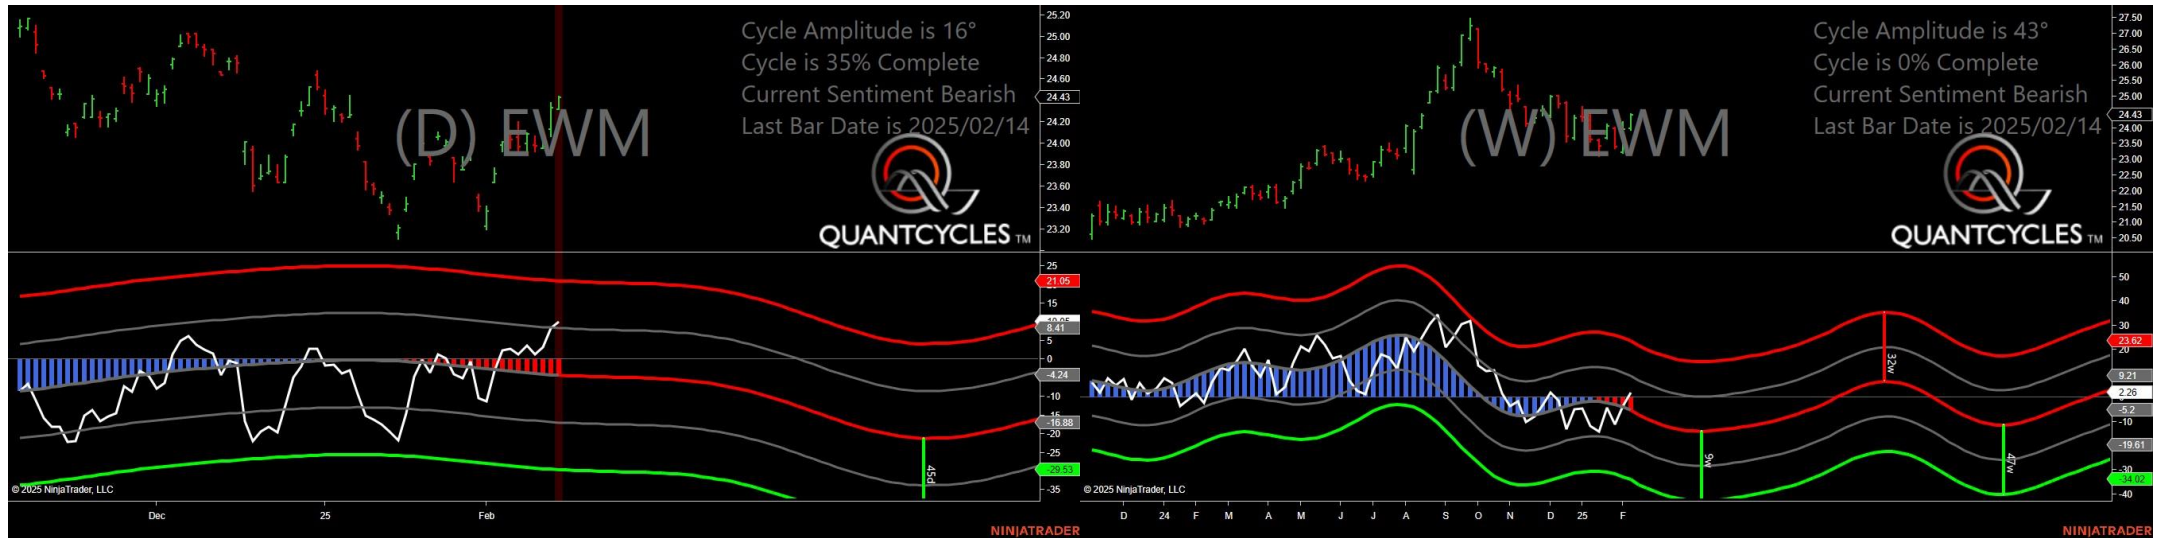 Cycle Amplitude is 16°
Cycle is 35% Complete
Current Sentiment Bearish
Last Bar Date is 2025/02/14
(D) EWM
QUANTCYCLES TM
25.20
25.00
24.80
24.60
24.43
24.20
24.00
23.80
23.60
23.40
23.20
25
21.05
15
8.41
5
0
-4.24
-10
-16.88
-20
-25
-29.53
-35
45d
© 2025 NinjaTrader, LLC
Dec
25
Feb
NINJATRADER
Cycle Amplitude is 43°
Cycle is 0% Complete
Current Sentiment Bearish
Last Bar Date is 2025/02/14
(W) EWM
QUANTCYCLES TM
27.50
27.00
26.50
26.00
25.50
25.00
24.43
24.00
23.50
23.00
22.50
22.00
21.50
21.00
20.50
50
40
30
23.62
20
9.21
2.26
-5.2
-10
-19.61
-30
-34.02
-40
32w
9w
47w
© 2025 NinjaTrader, LLC
D
24
F
M
A
M
J
J
A
S
O
N
D
25
F
NINJATRADER